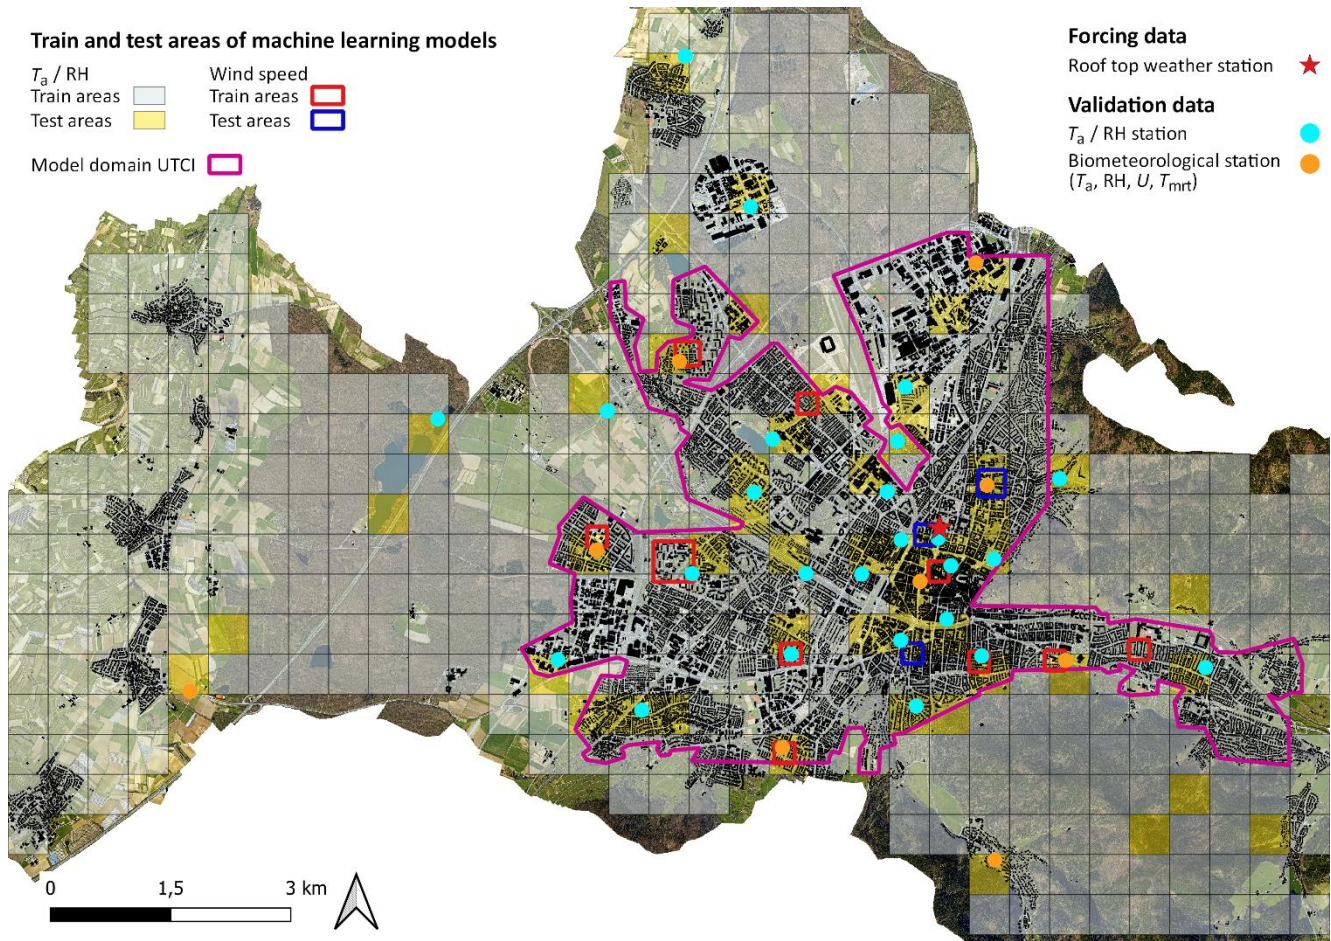 Train and test areas of machine learning models
Tₐ / RH
Train areas
Test areas
Wind speed
Train areas
Test areas
Model domain UTCI
Forcing data
Roof top weather station
Validation data
Tₐ / RH station
Biometeorological station
(Tₐ, RH, U, Tmrt)
0 1,5 3 km